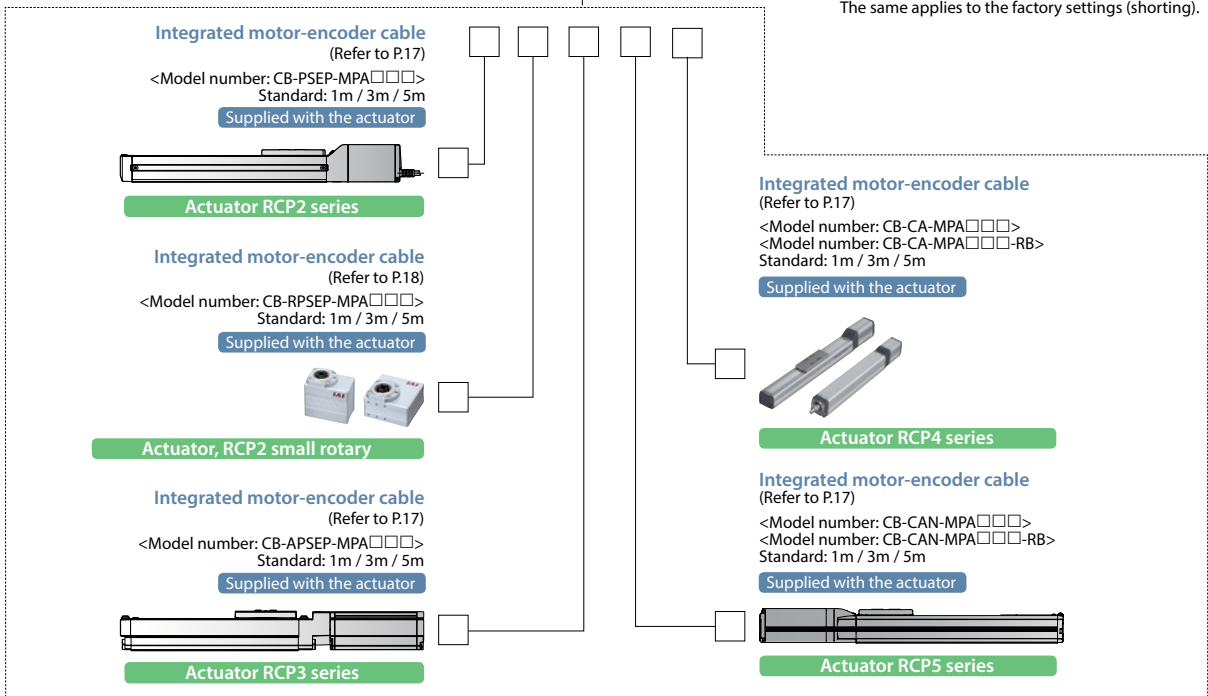 The same applies to the factory settings (shorting).
Integrated motor-encoder cable
(Refer to P.17)
<Model number: CB-PSEP-MPA□□□>
Standard: 1m / 3m / 5m
Supplied with the actuator
Actuator RCP2 series
Integrated motor-encoder cable
(Refer to P.18)
<Model number: CB-RPSEP-MPA□□□>
Standard: 1m / 3m / 5m
Supplied with the actuator
IAI
IAI
Actuator, RCP2 small rotary
Integrated motor-encoder cable
(Refer to P.17)
<Model number: CB-APSEP-MPA□□□>
Standard: 1m / 3m / 5m
Supplied with the actuator
Actuator RCP3 series
Integrated motor-encoder cable
(Refer to P.17)
<Model number: CB-CA-MPA□□□>
<Model number: CB-CA-MPA□□□-RB>
Standard: 1m / 3m / 5m
Supplied with the actuator
Actuator RCP4 series
Integrated motor-encoder cable
(Refer to P.17)
<Model number: CB-CAN-MPA□□□>
<Model number: CB-CAN-MPA□□□-RB>
Standard: 1m / 3m / 5m
Supplied with the actuator
Actuator RCP5 series